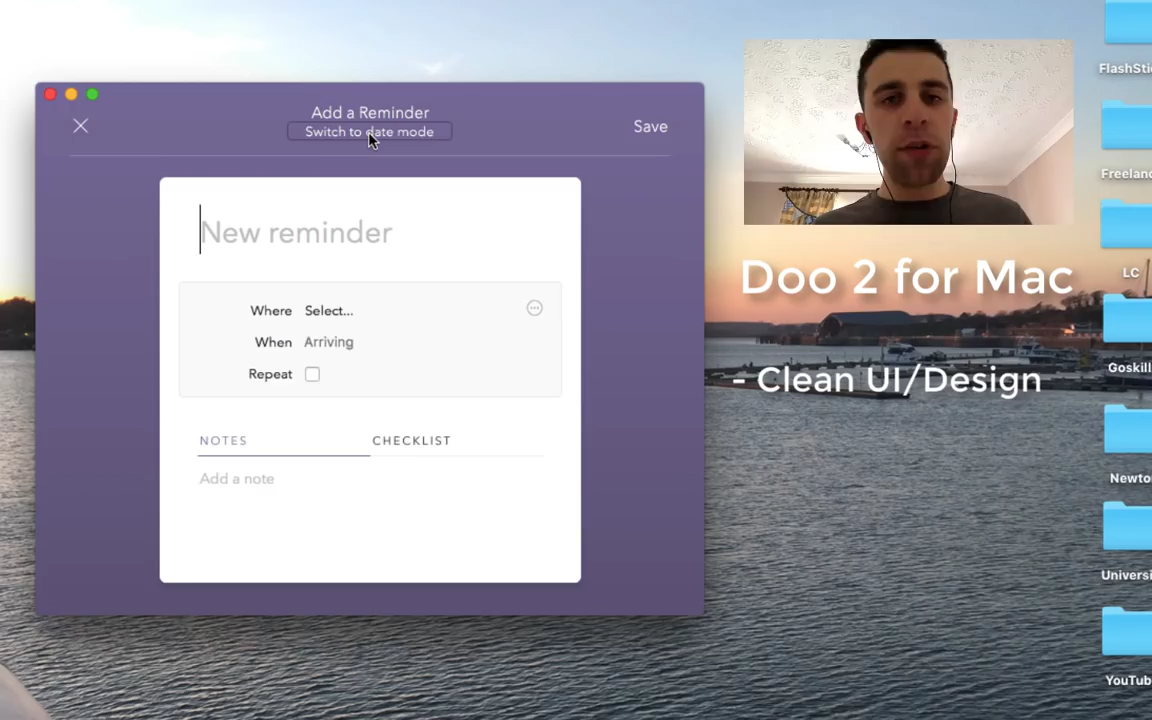 Add a Reminder
Switch to date mode
Save
New reminder
Where Select...
When Arriving
Repeat
NOTES CHECKLIST
Add a note
Doo 2 for Mac
- Clean UI/Design
FlashSti
Freelanc
LC
Goskill
Newto
Universi
YouTub